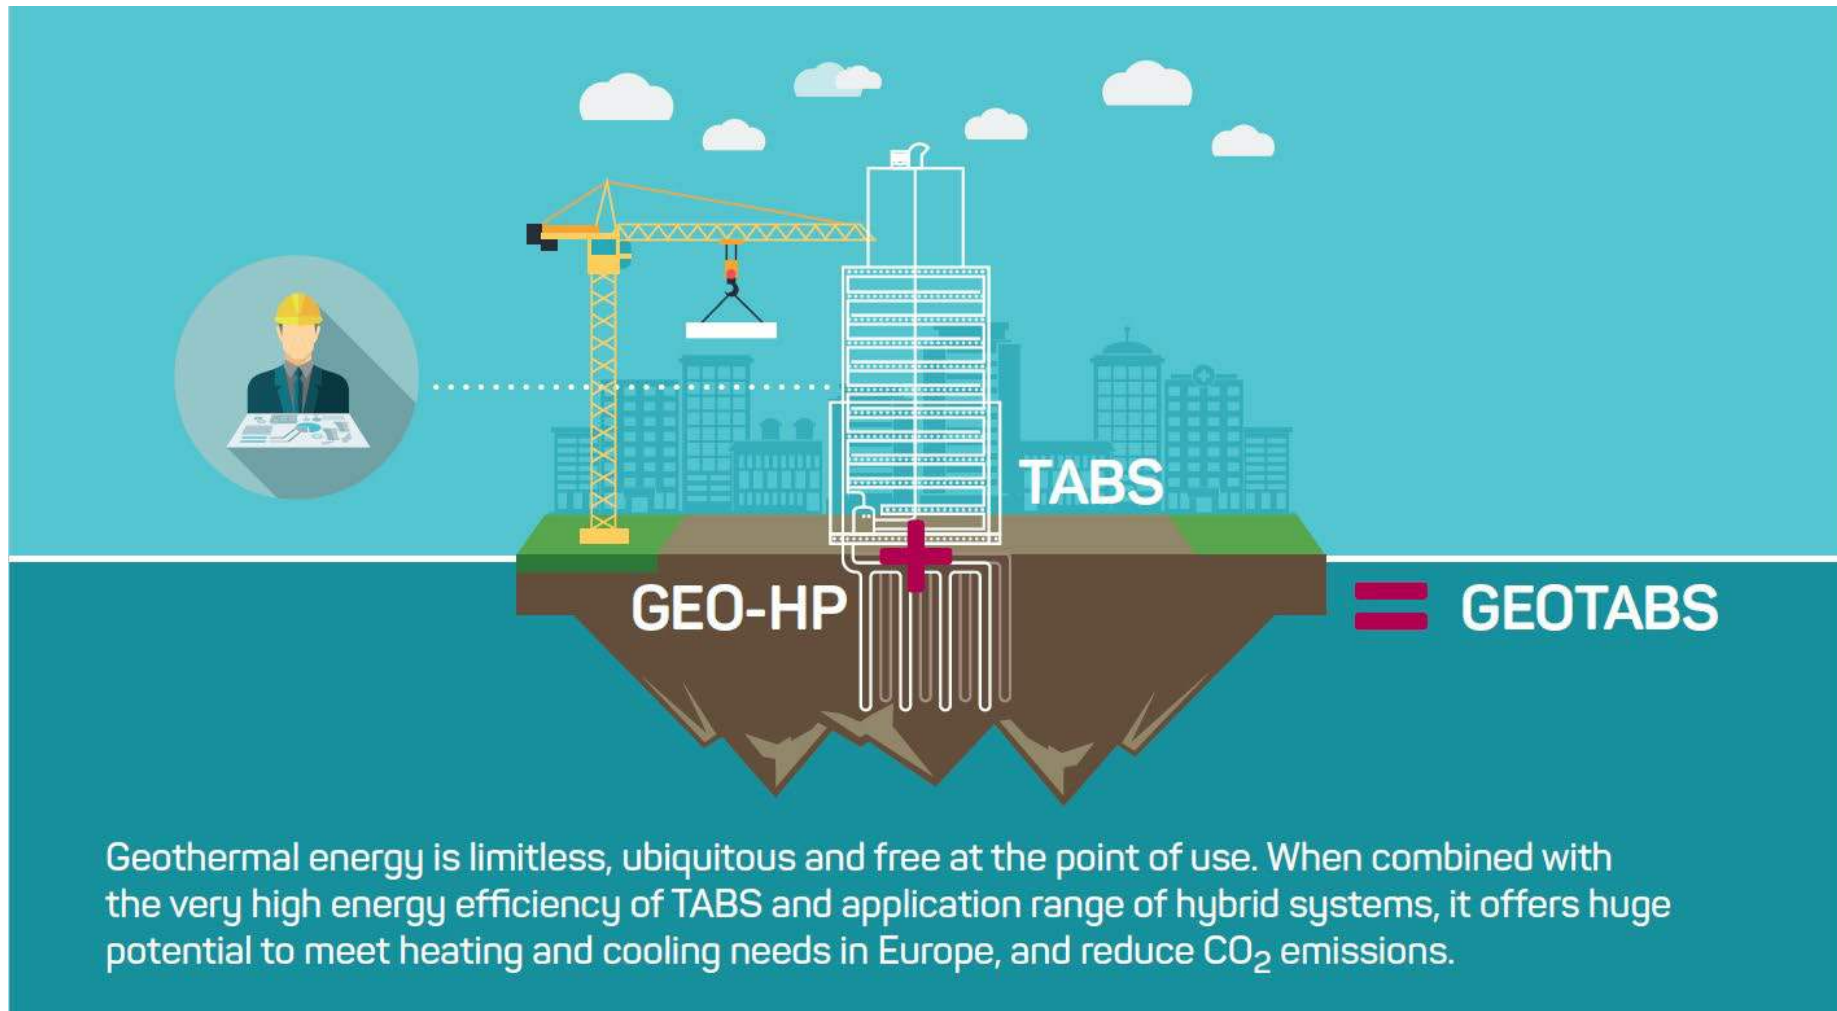 TABS
GEO-HP
= GEOTABS
Geothermal energy is limitless, ubiquitous and free at the point of use. When combined with
the very high energy efficiency of TABS and application range of hybrid systems, it offers huge
potential to meet heating and cooling needs in Europe, and reduce CO₂ emissions.